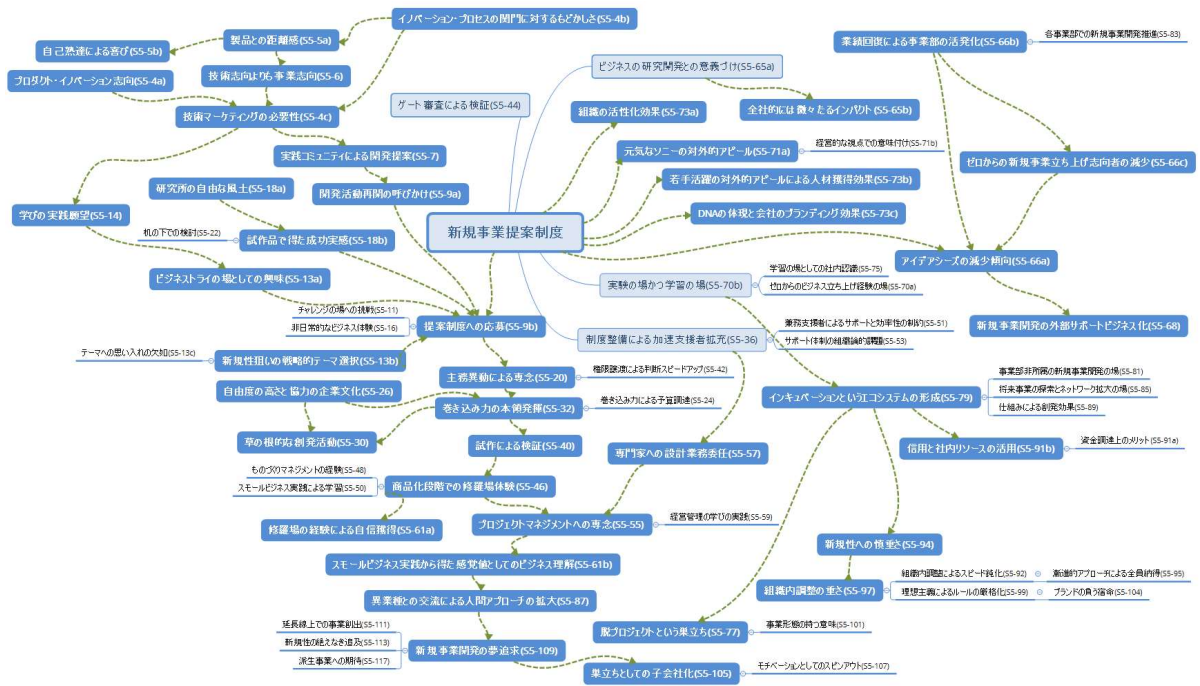 イノベーション・プロセスの関門に対するもどかしさ(S5-4b)
製品との距離感(S5-5a)
自己熟達による喜び(S5-5b)
技術志向よりも事業志向(S5-6)
プロダクト・イノベーション志向(S5-4a)
技術マーケティングの必要性(S5-4c)
ゲート審査による検証(S5-44)
実践コミュニティによる開発提案(S5-7)
研究所の自由な風土(S5-18a)
開発活動再開の呼びかけ(S5-9a)
学びの実践願望(S5-14)
机の下での検討(S5-22)
試作品で得た成功実感(S5-18b)
ビジネストライの場としての興味(S5-13a)
チャレンジの場への挑戦(S5-11)
非日常的なビジネス体験(S5-16)
提案制度への応募(S5-9b)
テーマへの思い入れの欠如(S5-13c)
新規性狙いの戦略的テーマ選択(S5-13b)
主務異動による専念(S5-20)
権限譲渡による判断スピードアップ(S5-42)
自由度の高さと協力の企業文化(S5-26)
巻き込み力の本領発揮(S5-32)
巻き込み力による予算調達(S5-24)
草の根的な創発活動(S5-30)
試作による検証(S5-40)
ものづくりマネジメントの経験(S5-48)
スモールビジネス実践による学習(S5-50)
商品化段階での修羅場体験(S5-46)
修羅場の経験による自信獲得(S5-61a)
プロジェクトマネジメントへの専念(S5-55)
経営管理の学びの実践(S5-59)
スモールビジネス実践から得た感覚値としてのビジネス理解(S5-61b)
異業種との交流による人間アプローチの拡大(S5-87)
延長線上での事業創出(S5-111)
新規性の絶えなき追及(S5-113)
派生事業への期待(S5-117)
新規事業開発の夢追求(S5-109)
巣立ちとしての子会社化(S5-105)
モチベーションとしてのスピンアウト(S5-107)
新規事業提案制度
ビジネスの研究開発との意義づけ(S5-65a)
全社的には微々たるインパクト(S5-65b)
組織の活性化効果(S5-73a)
元気なソニーの対外的アピール(S5-71a)
経営的な視点での意味付け(S5-71b)
若手活躍の対外的アピールによる人材獲得効果(S5-73b)
DNAの体現と会社のブランディング効果(S5-73c)
業績回復による事業部の活発化(S5-66b)
各事業部での新規事業開発推進(S5-83)
ゼロからの新規事業立ち上げ志向者の減少(S5-66c)
アイデアシーズの減少傾向(S5-66a)
新規事業開発の外部サポートビジネス化(S5-68)
実験の場かつ学習の場(S5-70b)
学習の場としての社内認識(S5-75)
ゼロからのビジネス立ち上げ経験の場(S5-70a)
制度整備による加速支援者拡充(S5-36)
兼務支援者によるサポートと効率性の制約(S5-51)
サポート体制の組織論的課題(S5-53)
専門家への設計業務委任(S5-57)
インキュベーションというエコシステムの形成(S5-79)
事業部非所属の新規事業開発の場(S5-81)
将来事業の探索とネットワーク拡大の場(S5-85)
仕組みによる創発効果(S5-89)
信用と社内リソースの活用(S5-91b)
資金調達上のメリット(S5-91a)
新規性への慎重さ(S5-94)
組織内調整の重さ(S5-97)
組織内調整によるスピード鈍化(S5-92)
漸進的アプローチによる全員納得(S5-95)
理想主義によるルールの厳格化(S5-99)
ブランドの負う宿命(S5-104)
脱プロジェクトという巣立ち(S5-77)
事業形態の持つ意味(S5-101)